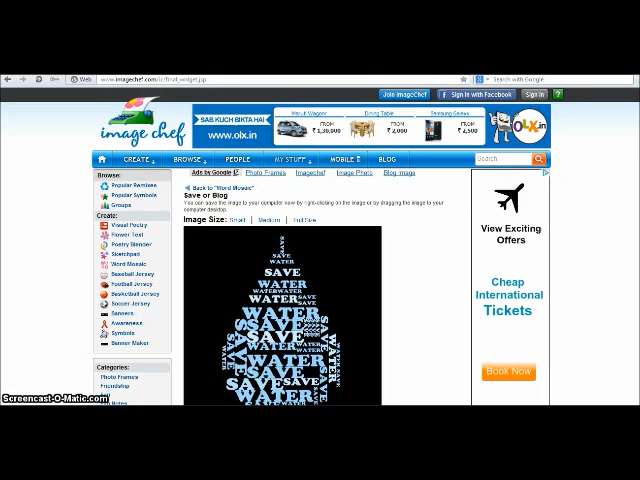 Web
www.imagechef.com/ic/final_widget.jsp
Search with Google
Join ImageChef
Sign in with Facebook
Sign In
?
image chef
SAB KUCH BIKTA HAI
www.olx.in
Maruti Wagonr
FROM
₹ 1,30,000
Dining Table
FROM
₹ 2,000
Samsung Galaxy
FROM
₹ 2,500
OLX.in
CREATE
BROWSE
PEOPLE
MY STUFF
MOBILE
BLOG
Search
Browse:
Popular Remixes
Popular Symbols
Groups
Create:
Visual Poetry
Flower Text
Poetry Blender
Sketchpad
Word Mosaic
Baseball Jersey
Football Jersey
Basketball Jersey
Soccer Jersey
Banners
Awareness
Symbols
Banner Maker
Categories:
Photo Frames
Friendship
Ads by Google
Photo Frames
Imagechef
Image Photo
Blog Image
Back to "Word Mosaic"
Save or Blog
You can save the image to your computer now by right-clicking on the image or by dragging the image to your
computer desktop.
Image Size: Small | Medium | Full Size
SAVE
SAVE
WATER
SAVE
WATER
WATERWATER
WATER SAVE SAVE
WATER
SAVE
SAVE
WATER
WATER
SAVE
SAVE SAVE
WATER
View Exciting
Offers
Cheap
International
Tickets
Book Now
Screencast-O-Matic.com